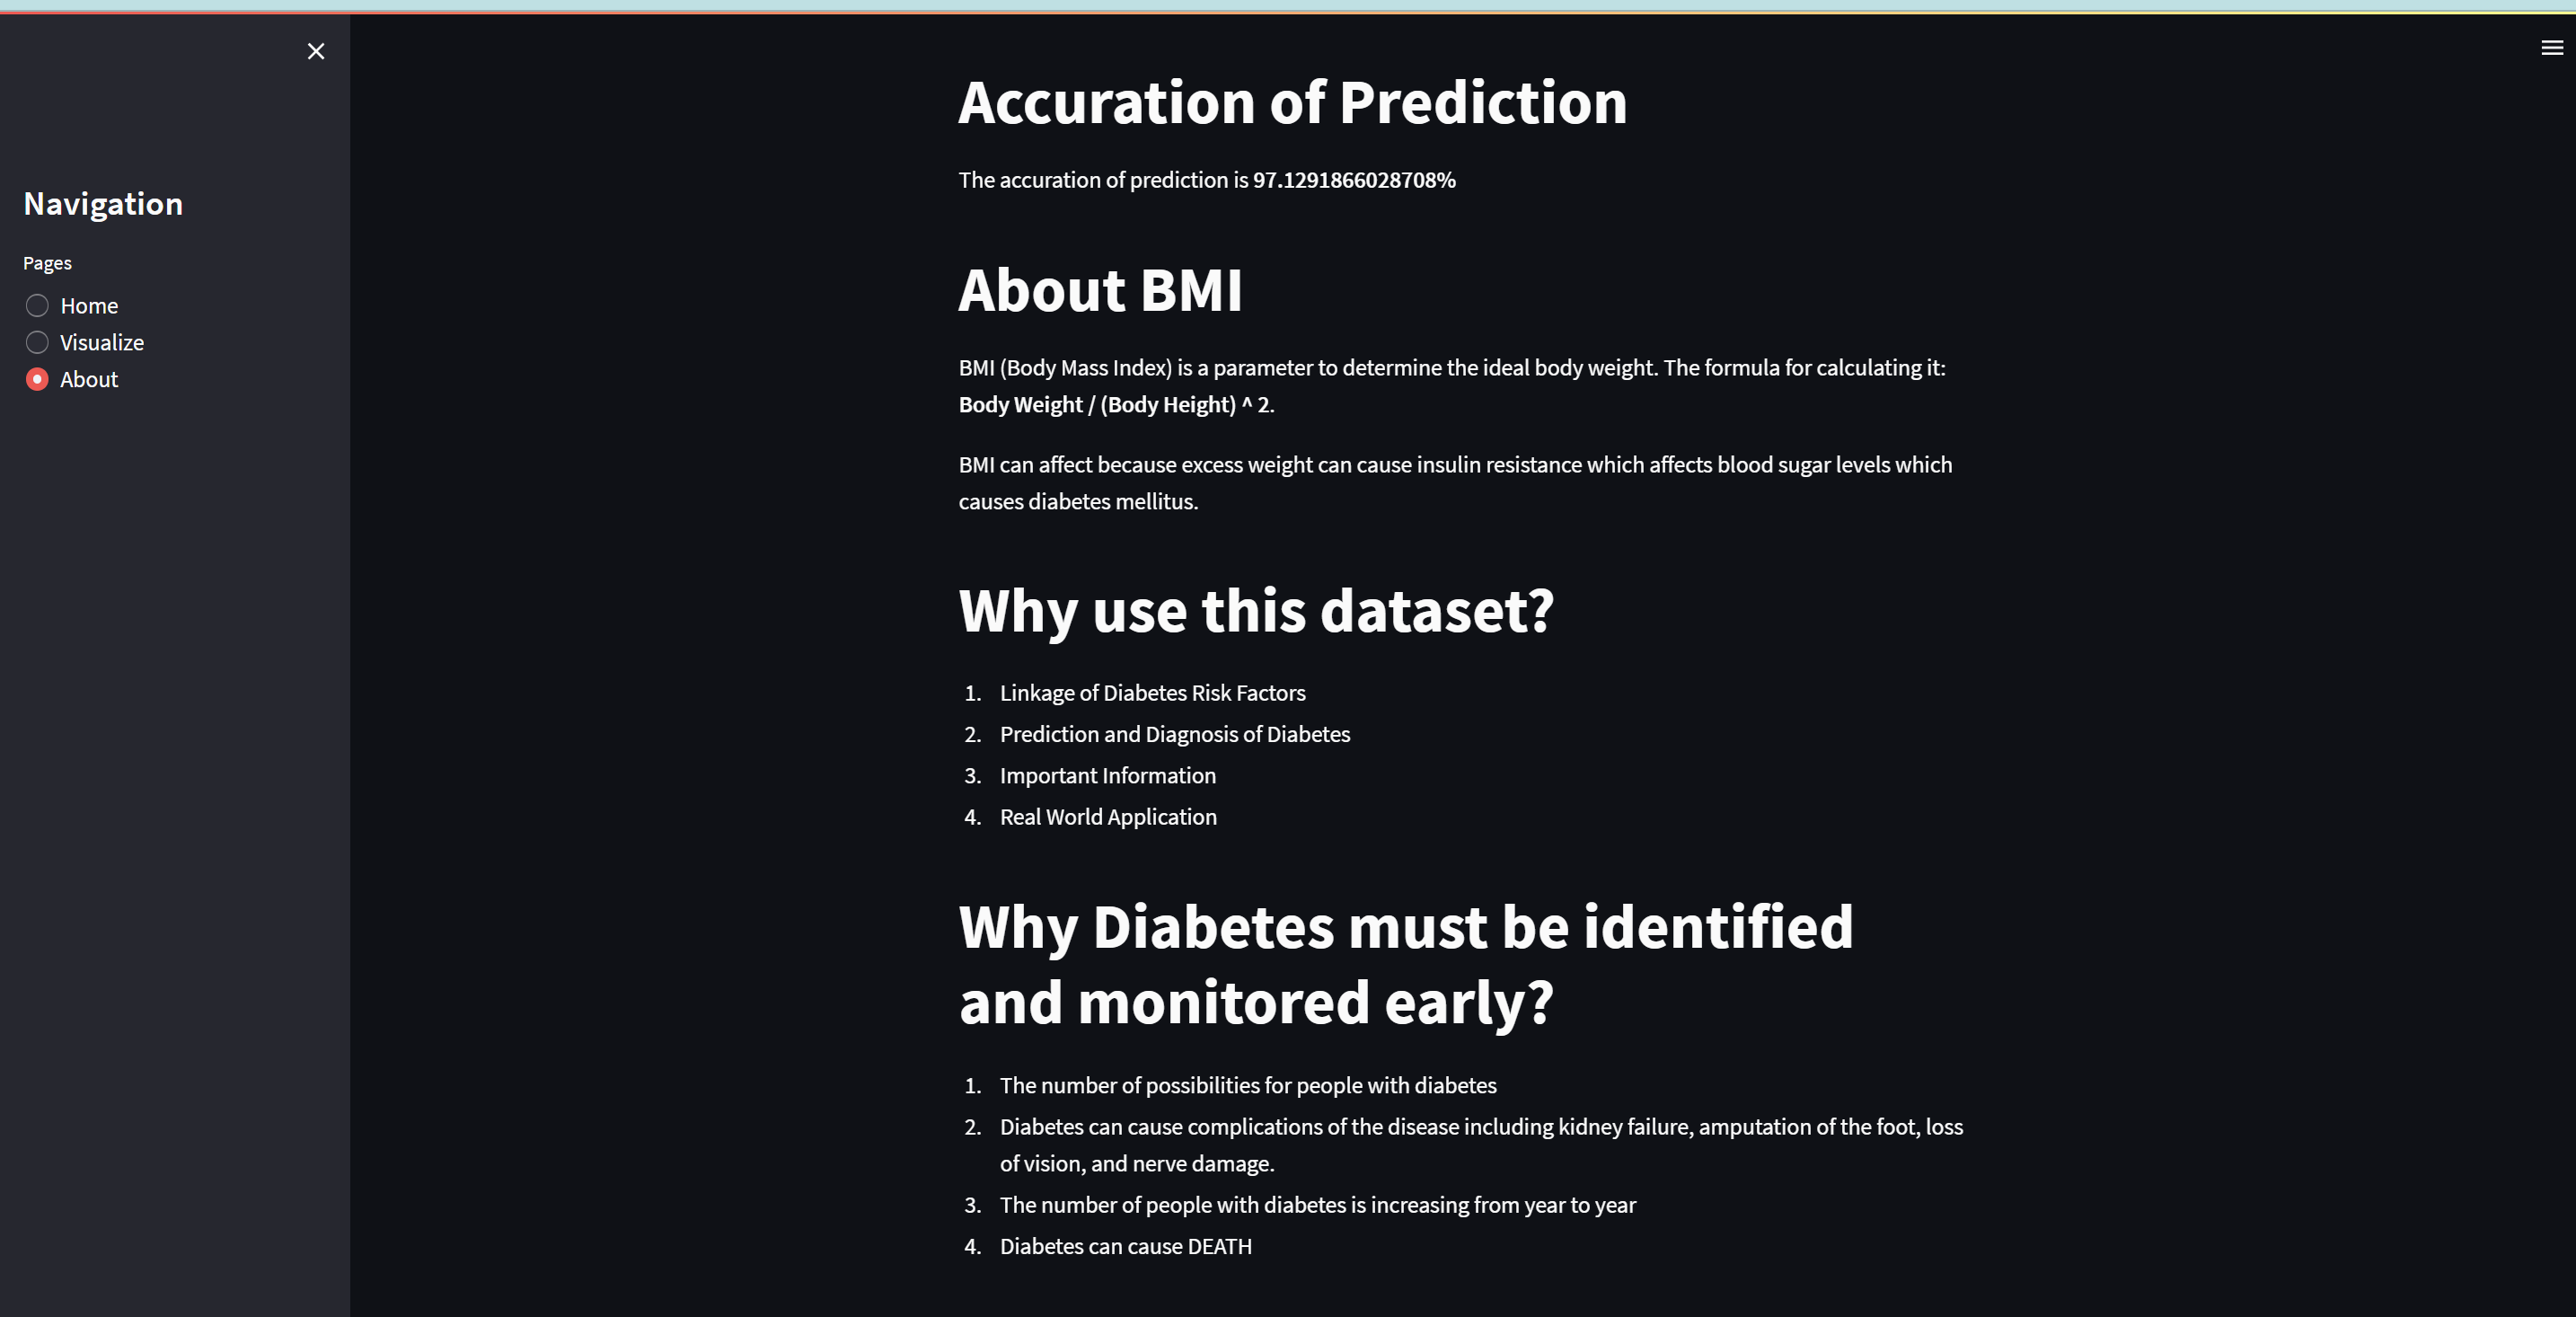 Navigation
Pages
Home
Visualize
About
Accuration of Prediction
The accuration of prediction is 97.1291866028708%
About BMI
BMI (Body Mass Index) is a parameter to determine the ideal body weight. The formula for calculating it:
Body Weight / (Body Height) ^ 2.
BMI can affect because excess weight can cause insulin resistance which affects blood sugar levels which
causes diabetes mellitus.
Why use this dataset?
1. Linkage of Diabetes Risk Factors
2. Prediction and Diagnosis of Diabetes
3. Important Information
4. Real World Application
Why Diabetes must be identified
and monitored early?
1. The number of possibilities for people with diabetes
2. Diabetes can cause complications of the disease including kidney failure, amputation of the foot, loss
of vision, and nerve damage.
3. The number of people with diabetes is increasing from year to year
4. Diabetes can cause DEATH